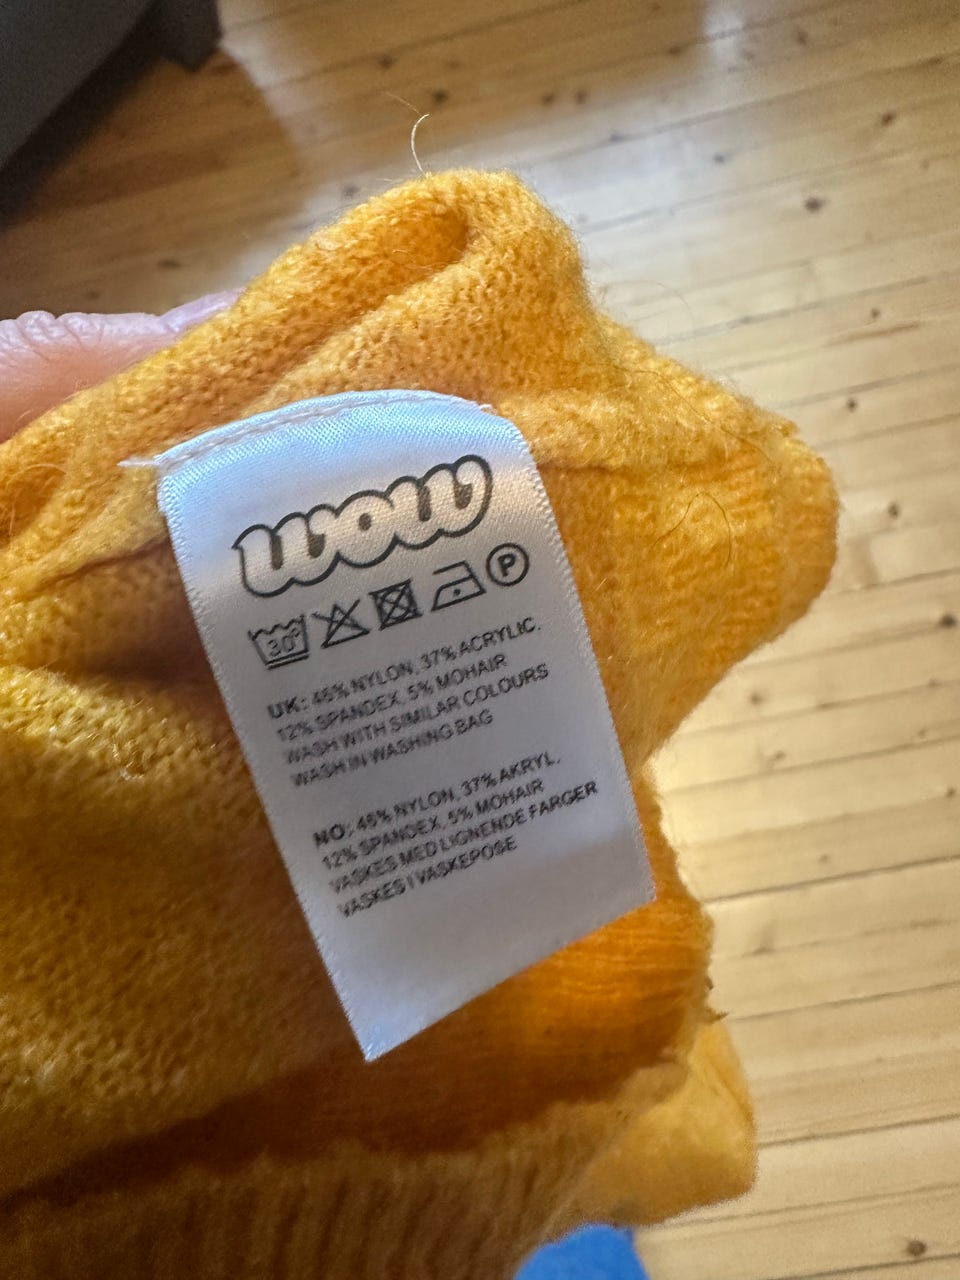 wow
30°
P
UK: 46% NYLON, 37% ACRYLIC,
12% SPANDEX, 5% MOHAIR
WASH WITH SIMILAR COLOURS
WASH IN WASHING BAG
NO: 46% NYLON, 37% AKRYL,
12% SPANDEX, 5% MOHAIR
VASKES MED LIGNENDE FARGER
VASKES I VASKEPOSE